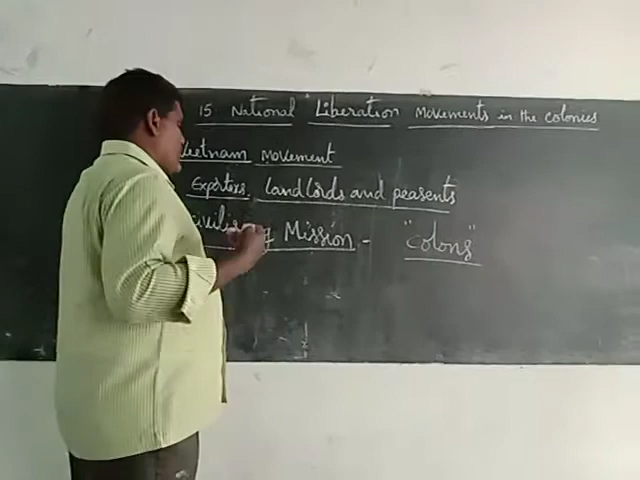 15 National Liberation Movements in the colonies
Vietnam Movement
Exporters, landlords and peasents
civilising Mission - "colons"